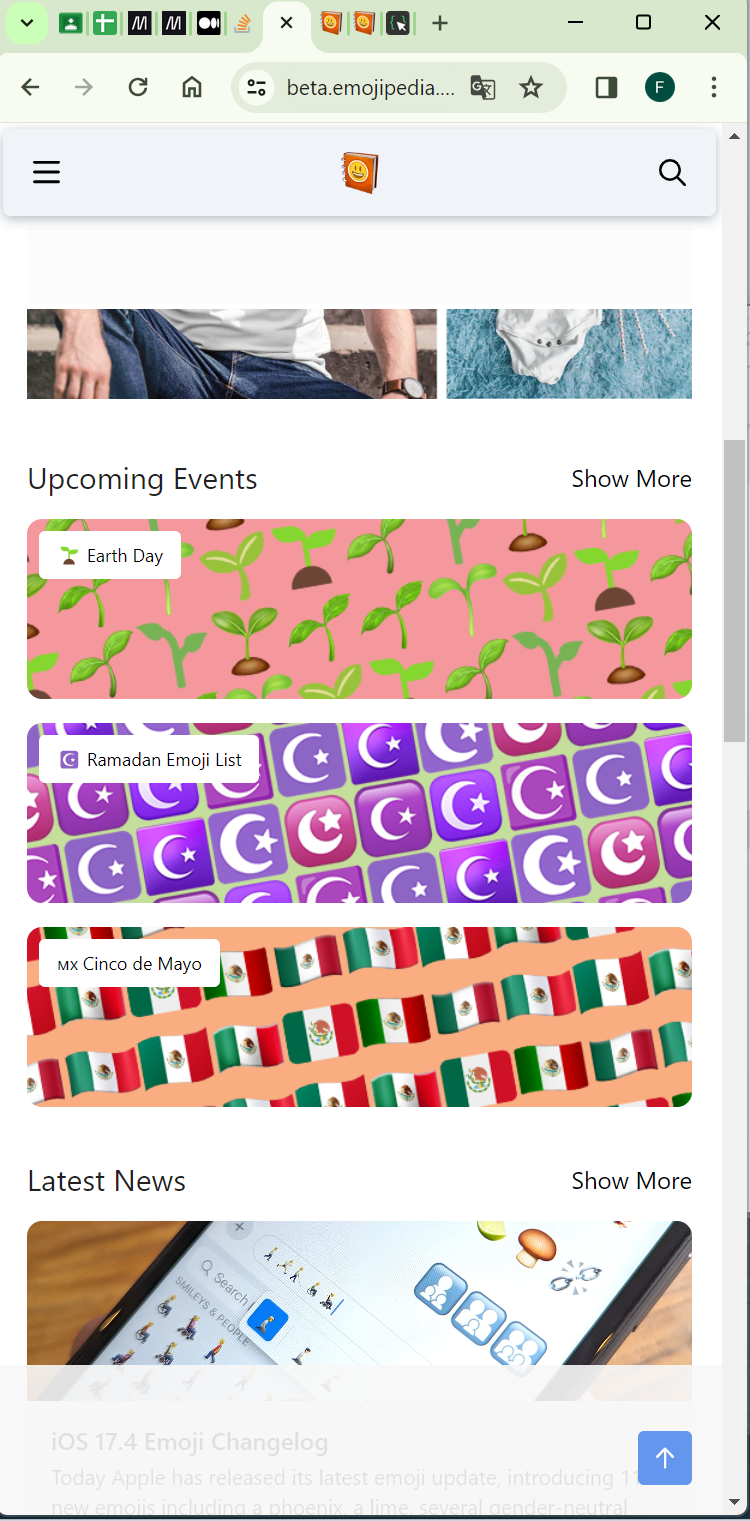 beta.emojipedia....
F
Upcoming Events
Show More
Earth Day
Ramadan Emoji List
MX Cinco de Mayo
Latest News
Show More
Search
SMILEYS & PEOPLE
iOS 17.4 Emoji Changelog
Today Apple has released its latest emoji update, introducing
new emojis including a phoenix, a lime, several gender-neutral